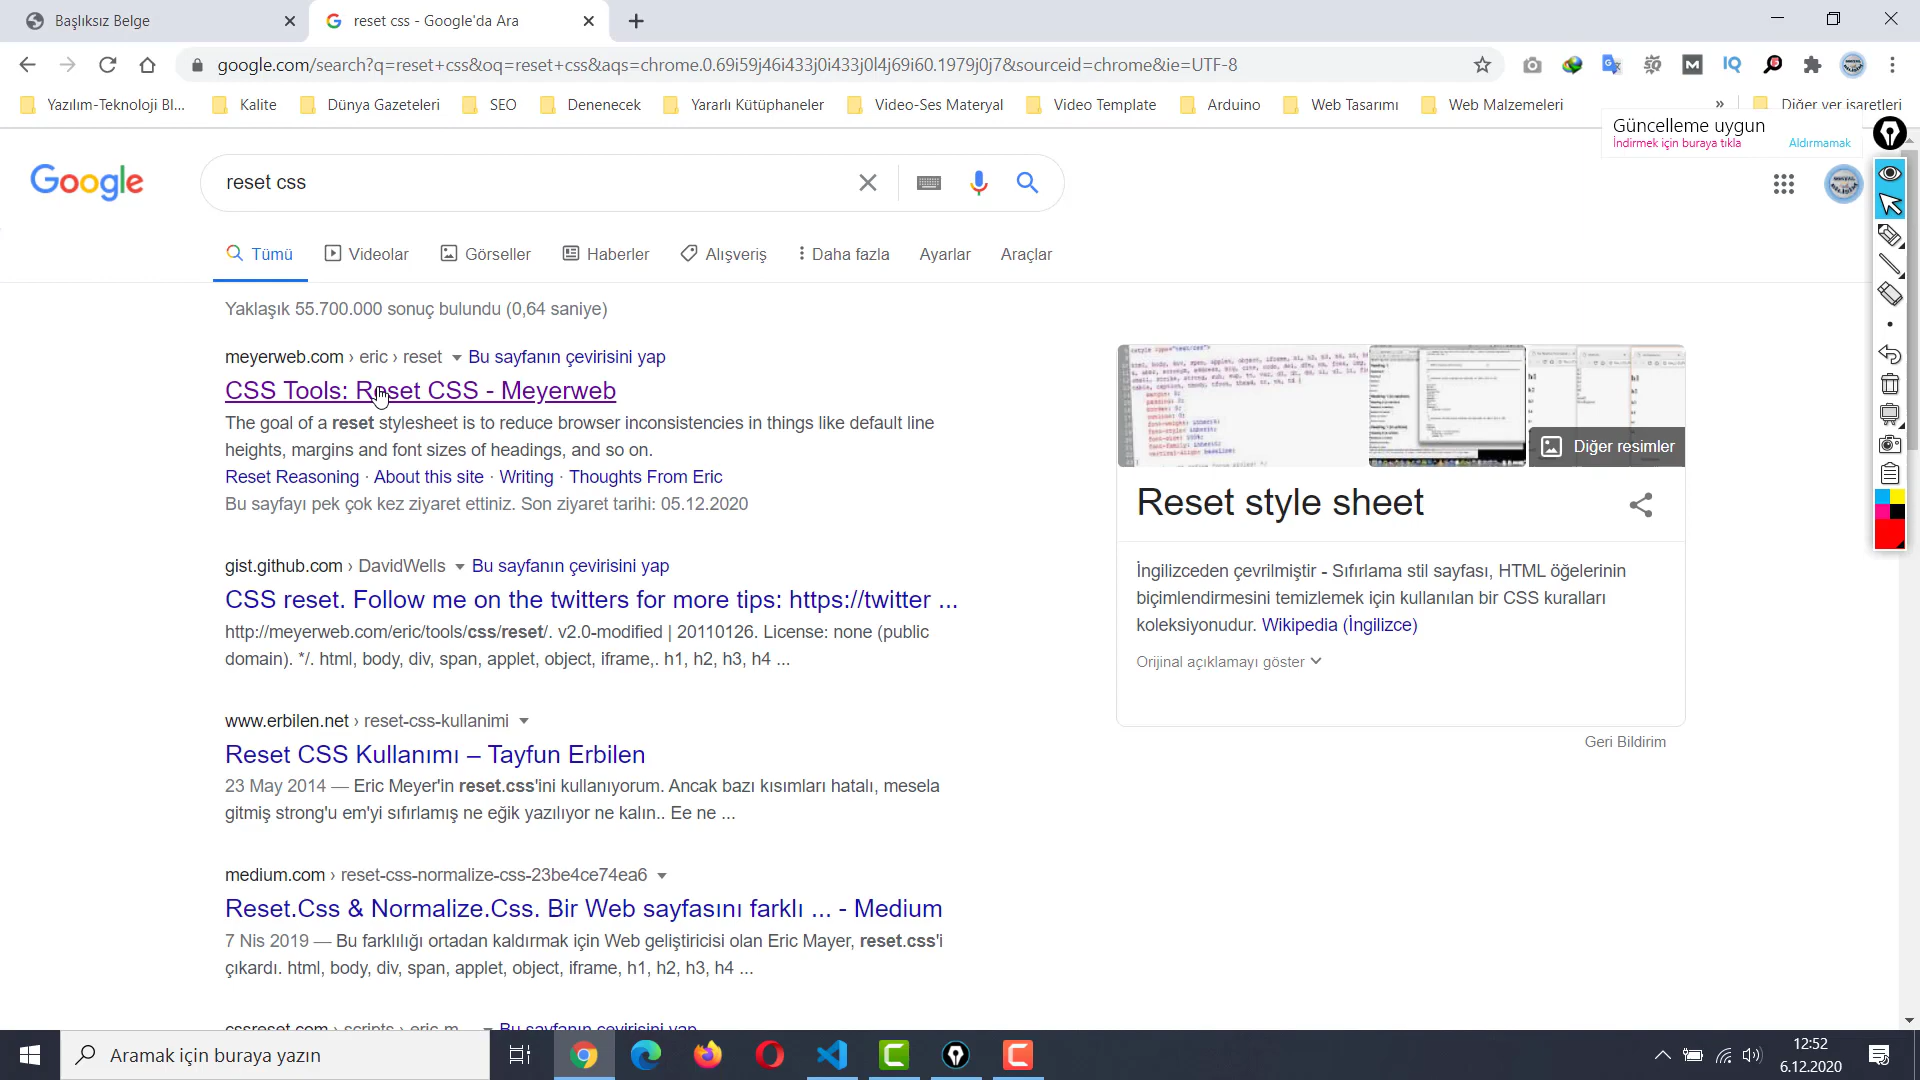 Başlıksız Belge
reset css - Google'da Ara
google.com/search?q=reset+css&oq=reset+css&aqs=chrome.0.69i59j46i433j0i433j0l4j69i60.1979j0j7&sourceid=chrome&ie=UTF-8
Yazılım-Teknoloji Bl... Kalite Dünya Gazeteleri SEO Denenecek Yararlı Kütüphaneler Video-Ses Materyal Video Template Arduino Web Tasarımı Web Malzemeleri » Diğer yer işaretleri
Güncelleme uygun
İndirmek için buraya tıkla Aldırmamak
Google
reset css
Tümü Videolar Görseller Haberler Alışveriş Daha fazla Ayarlar Araçlar
Yaklaşık 55.700.000 sonuç bulundu (0,64 saniye)
meyerweb.com › eric › reset Bu sayfanın çevirisini yap
CSS Tools: Reset CSS - Meyerweb
The goal of a reset stylesheet is to reduce browser inconsistencies in things like default line
heights, margins and font sizes of headings, and so on.
Reset Reasoning · About this site · Writing · Thoughts From Eric
Bu sayfayı pek çok kez ziyaret ettiniz. Son ziyaret tarihi: 05.12.2020
gist.github.com › DavidWells Bu sayfanın çevirisini yap
CSS reset. Follow me on the twitters for more tips: https://twitter ...
http://meyerweb.com/eric/tools/css/reset/. v2.0-modified | 20110126. License: none (public
domain). */. html, body, div, span, applet, object, iframe,. h1, h2, h3, h4 ...
www.erbilen.net › reset-css-kullanimi
Reset CSS Kullanımı – Tayfun Erbilen
23 May 2014 — Eric Meyer'in reset.css'ini kullanıyorum. Ancak bazı kısımları hatalı, mesela
gitmiş strong'u em'yi sıfırlamış ne eğik yazılıyor ne kalın.. Ee ne ...
medium.com › reset-css-normalize-css-23be4ce74ea6
Reset.Css & Normalize.Css. Bir Web sayfasını farklı ... - Medium
7 Nis 2019 — Bu farklılığı ortadan kaldırmak için Web geliştiricisi olan Eric Mayer, reset.css'i
çıkardı. html, body, div, span, applet, object, iframe, h1, h2, h3, h4 ...
cssreset.com › scripts › eric-m... Bu sayfanın çevirisini yap
Diğer resimler
Reset style sheet
İngilizceden çevrilmiştir - Sıfırlama stil sayfası, HTML öğelerinin
biçimlendirmesini temizlemek için kullanılan bir CSS kuralları
koleksiyonudur. Wikipedia (İngilizce)
Orijinal açıklamayı göster
Geri Bildirim
Aramak için buraya yazın
12:52
6.12.2020